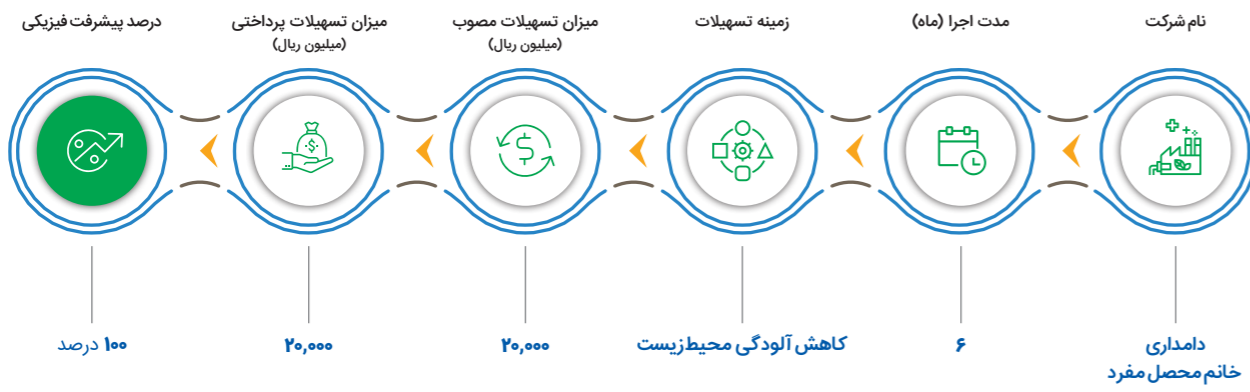 نام شرکت
مدت اجرا (ماه)
زمینه تسهیلات
میزان تسهیلات مصوب
(میلیون ریال)
میزان تسهیلات پرداختی
(میلیون ریال)
درصد پیشرفت فیزیکی
دامداری
خانم محصل مفرد
۶
کاهش آلودگی محیط‌زیست
۲۰,۰۰۰
۲۰,۰۰۰
۱۰۰ درصد